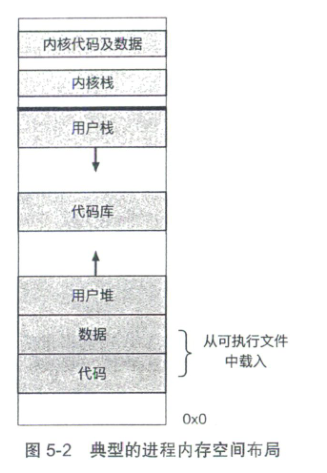 内核代码及数据
内核栈
用户栈
代码库
用户堆
数据
代码
从可执行文件
中载入
0x0
图 5-2 典型的进程内存空间布局